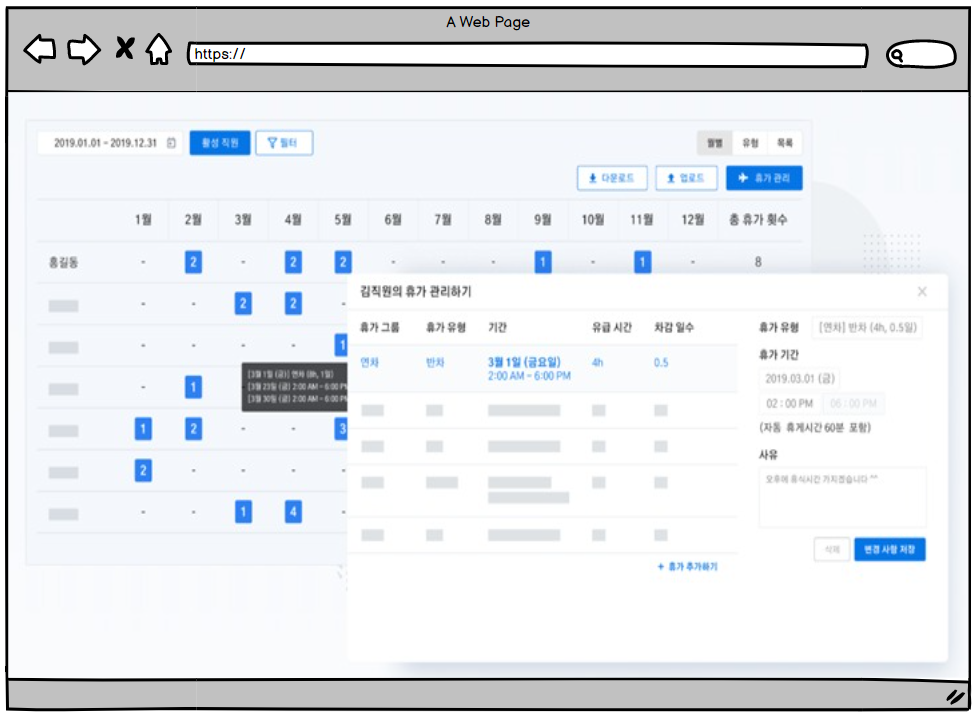 A Web Page
https://
2019.01.01 - 2019.12.31 활성 직원 필터 월별 유형 목록
다운로드 업로드 휴가 관리
1월 2월 3월 4월 5월 6월 7월 8월 9월 10월 11월 12월 총 휴가 횟수
홍길동 - 2 - 2 2 - - - 1 - 1 - 8
- - 2 2 -
- - - - 1
[3월 1일 (금)] 연차 (8h, 1일)
[3월 23일 (금) 2:00 AM - 6:00 PM
[3월 30일 (금) 2:00 AM - 6:00 PM
- 1
1 2 - - 3
2 - - - -
- - 1 4 -
김직원의 휴가 관리하기 ×
휴가 그룹 휴가 유형 기간 유급 시간 차감 일수
연차 반차 3월 1일 (금요일) 4h 0.5
2:00 AM - 6:00 PM
+ 휴가 추가하기
휴가 유형 [연차] 반차 (4h, 0.5일)
휴가 기간
2019.03.01 (금)
02 : 00 PM 06 : 00 PM
(자동 휴게시간 60분 포함)
사유
오후에 휴식시간 가지겠습니다 ^^
삭제 변경 사항 저장